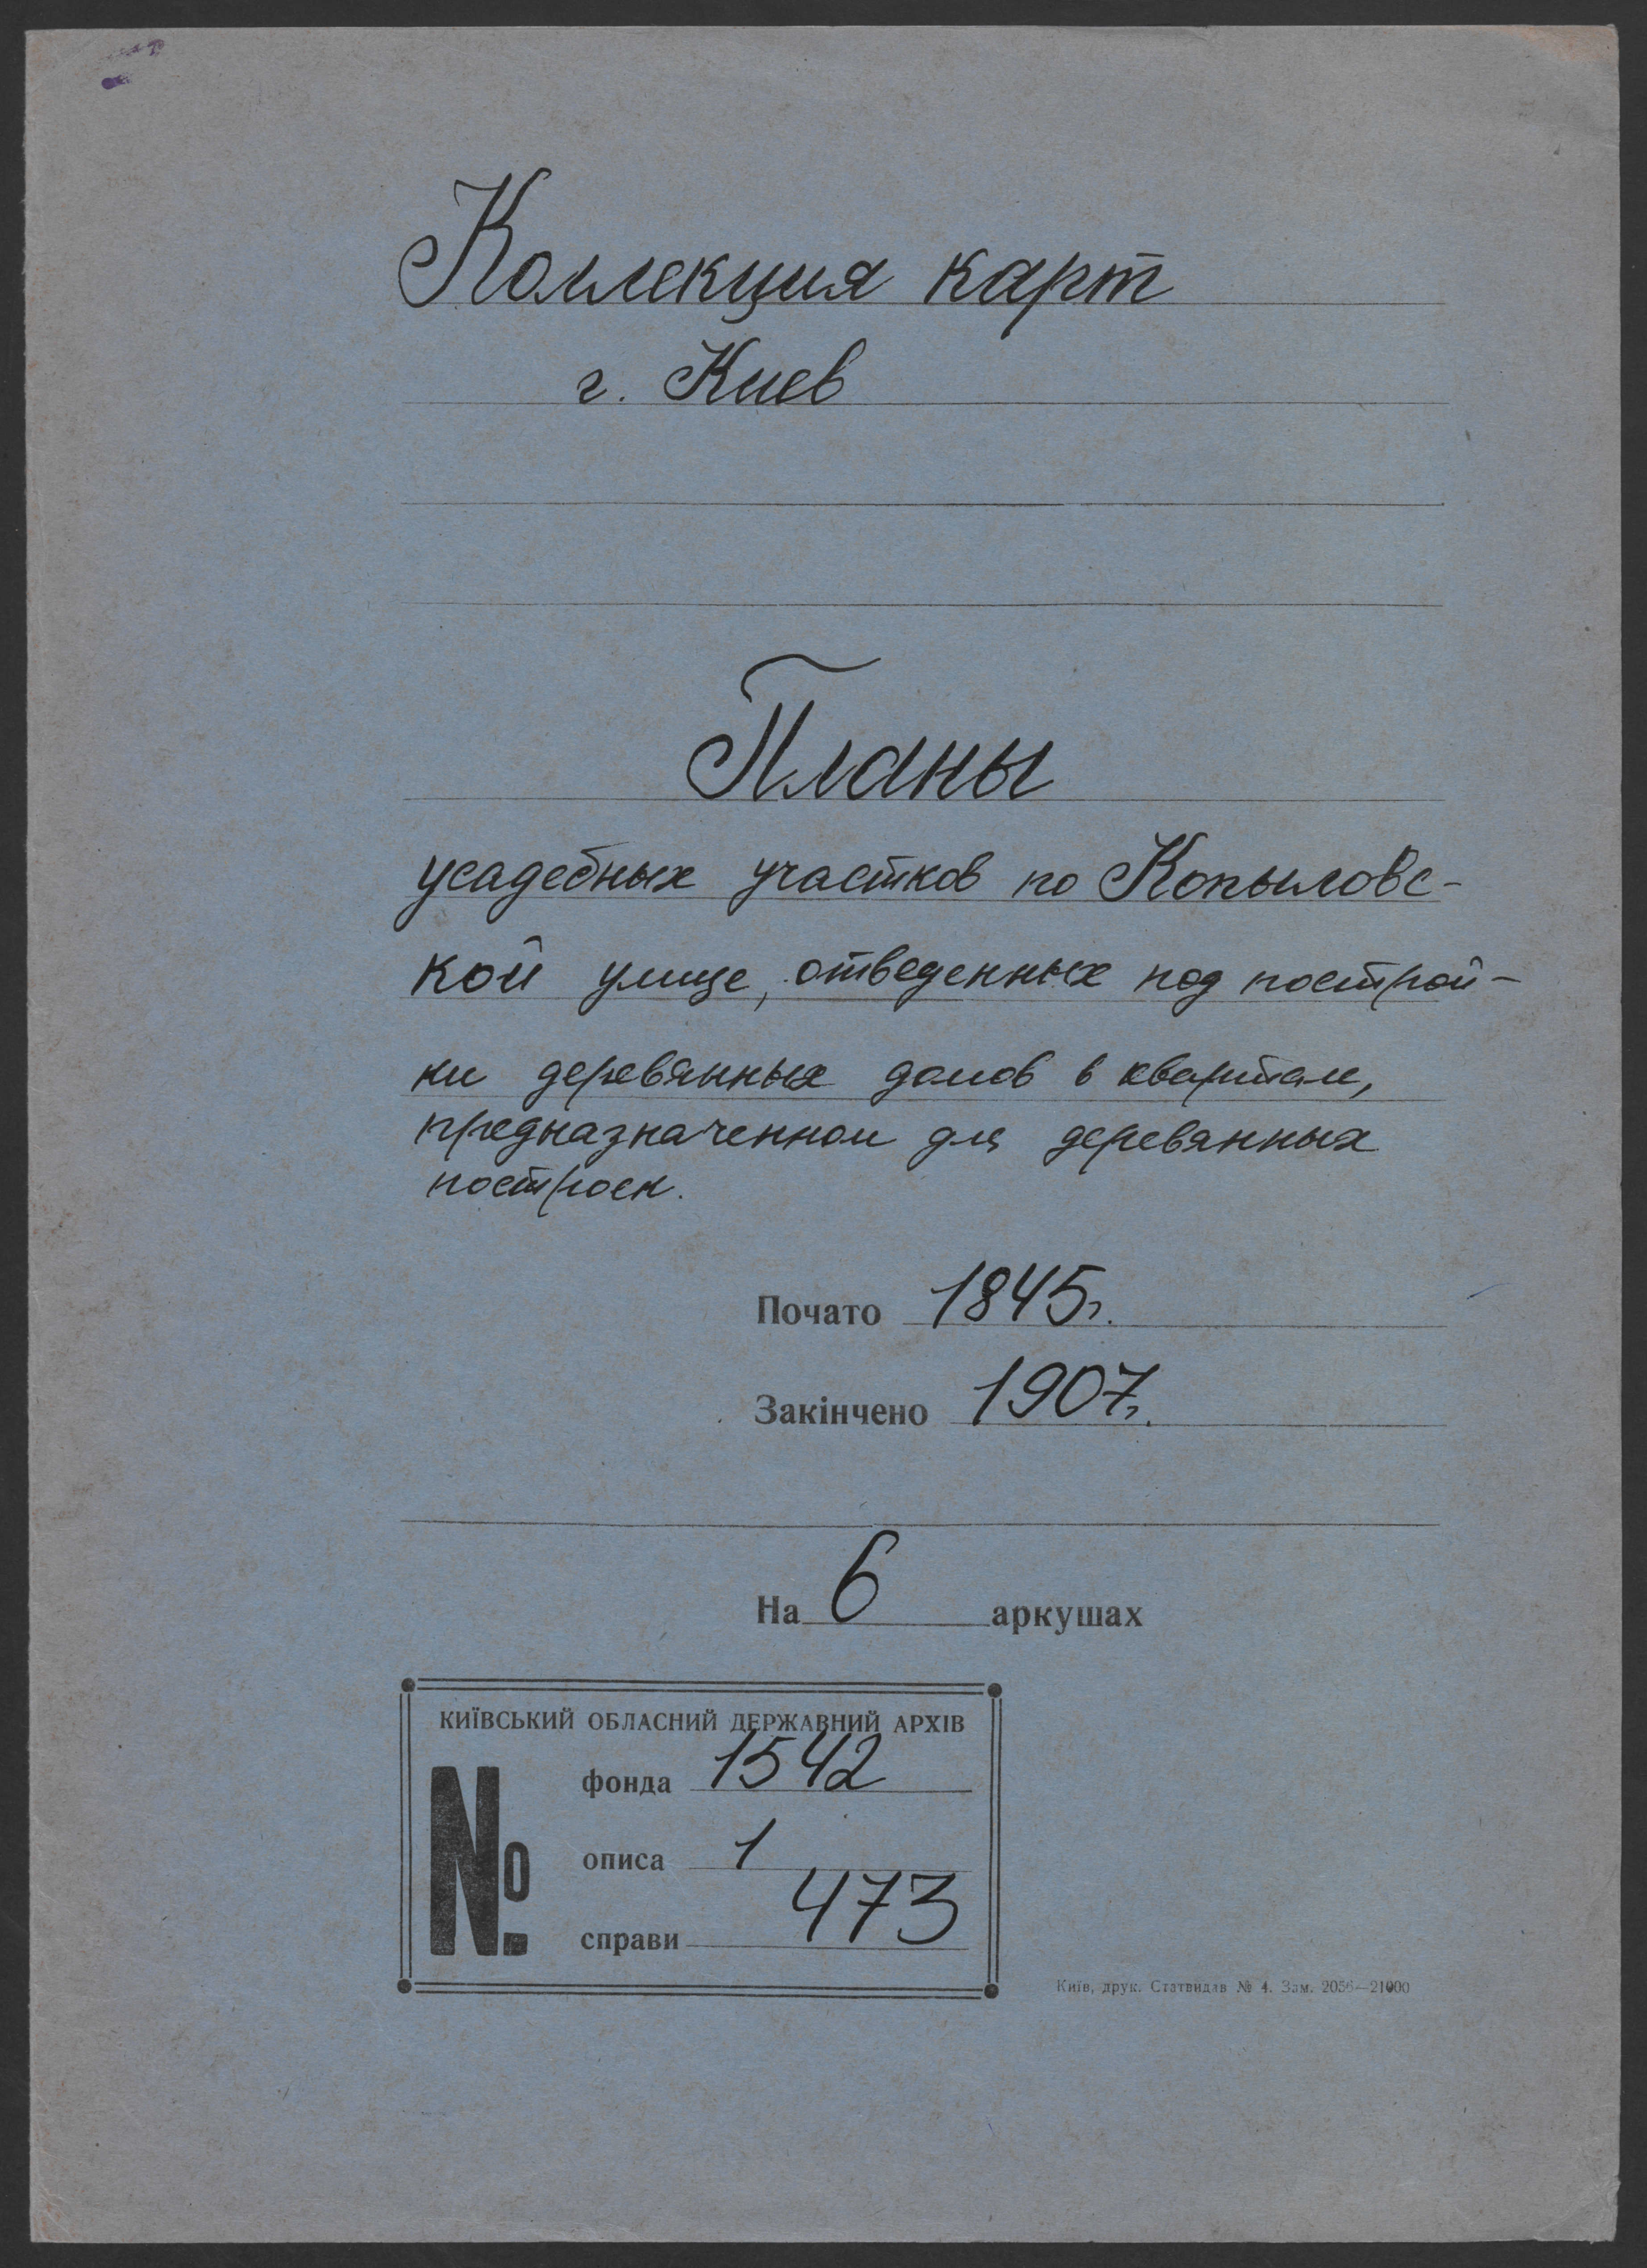 Коллекция карт
г. Киев
Планы
усадебных участков по Копыловс-
кой улице, отведенных под построй-
ки деревянных домов в квартале,
предназначенном для деревянных
построек.
Почато 1845г.
Закінчено 1907г.
На 6 аркушах
КИЇВСЬКИЙ ОБЛАСНИЙ ДЕРЖАВНИЙ АРХІВ
№
фонда 1542
описа 1
справи 473
Київ, друк. Статвидав № 4. Зам. 2056—21000